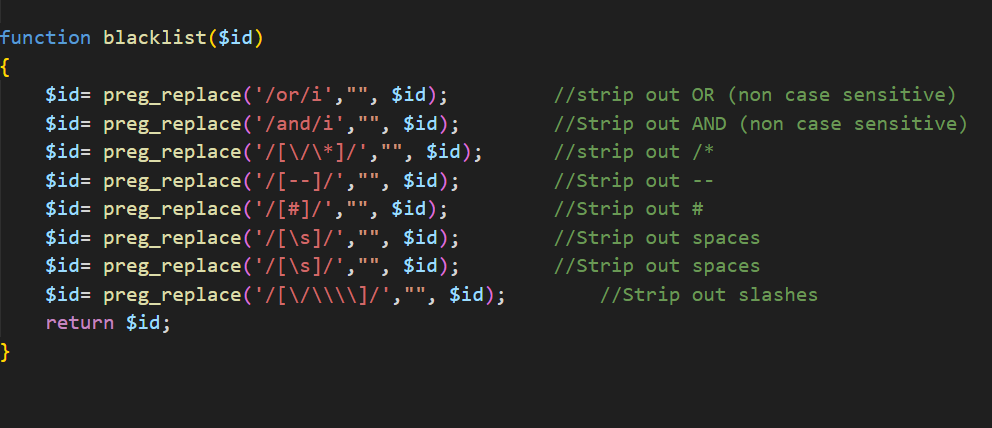 function blacklist($id)
{
    $id= preg_replace('/or/i',"", $id);         //strip out OR (non case sensitive)
    $id= preg_replace('/and/i',"", $id);        //Strip out AND (non case sensitive)
    $id= preg_replace('/[\/\*]/',"", $id);      //strip out /*
    $id= preg_replace('/[--]/',"", $id);        //Strip out --
    $id= preg_replace('/[#]/',"", $id);         //Strip out #
    $id= preg_replace('/[\s]/',"", $id);        //Strip out spaces
    $id= preg_replace('/[\s]/',"", $id);        //Strip out spaces
    $id= preg_replace('/[\/\\\\]/',"", $id);        //Strip out slashes
    return $id;
}